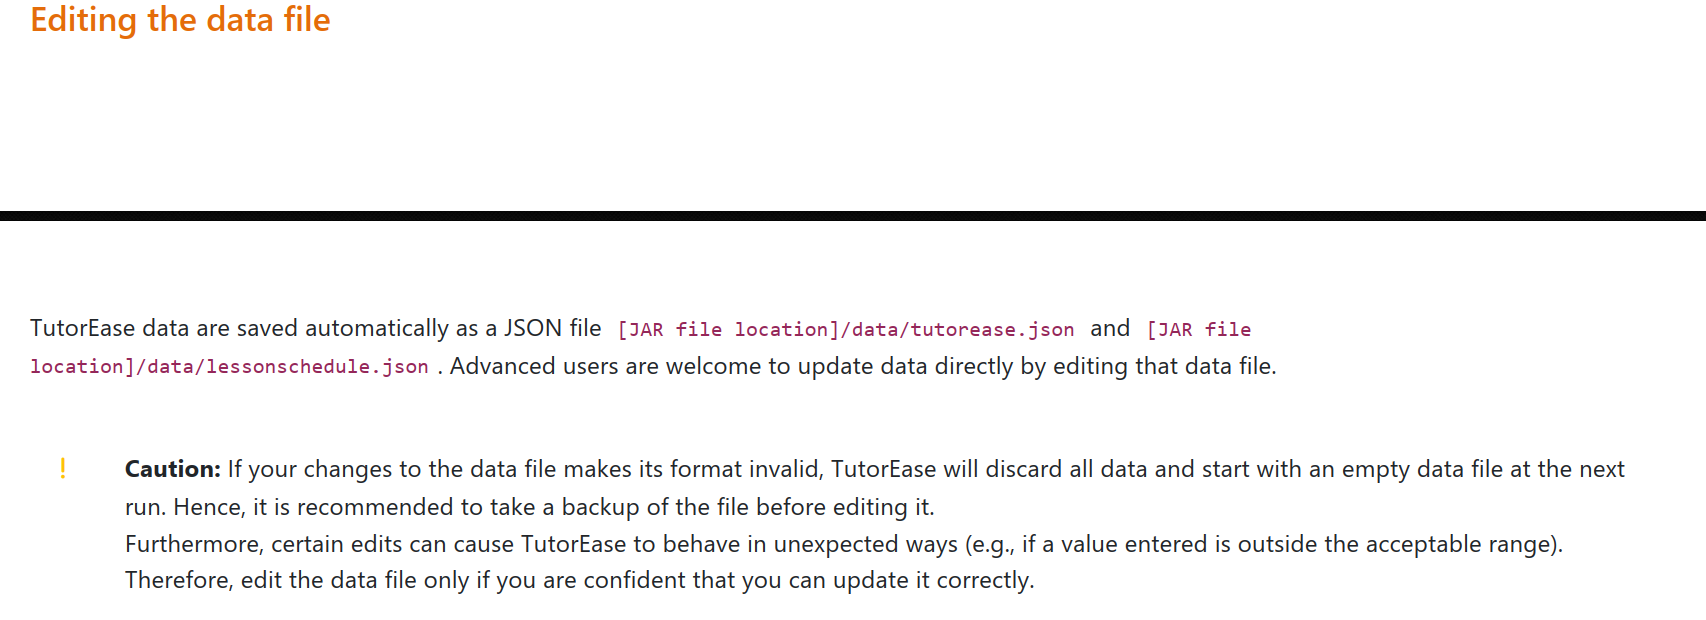 Editing the data file
TutorEase data are saved automatically as a JSON file [JAR file location]/data/tutorease.json and [JAR file
location]/data/lessonschedule.json . Advanced users are welcome to update data directly by editing that data file.
! Caution: If your changes to the data file makes its format invalid, TutorEase will discard all data and start with an empty data file at the next
run. Hence, it is recommended to take a backup of the file before editing it.
Furthermore, certain edits can cause TutorEase to behave in unexpected ways (e.g., if a value entered is outside the acceptable range).
Therefore, edit the data file only if you are confident that you can update it correctly.